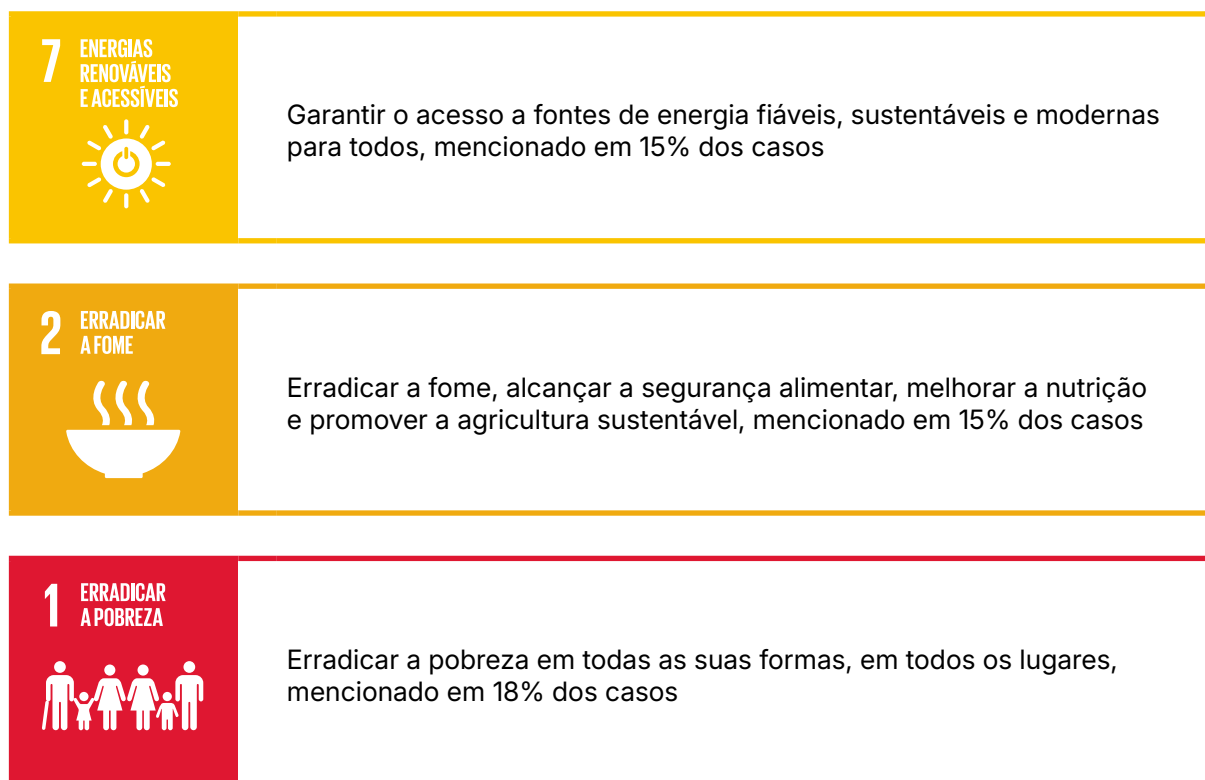 7 ENERGIAS
RENOVÁVEIS
E ACESSÍVEIS
Garantir o acesso a fontes de energia fiáveis, sustentáveis e modernas
para todos, mencionado em 15% dos casos
2 ERRADICAR
A FOME
Erradicar a fome, alcançar a segurança alimentar, melhorar a nutrição
e promover a agricultura sustentável, mencionado em 15% dos casos
1 ERRADICAR
A POBREZA
Erradicar a pobreza em todas as suas formas, em todos os lugares,
mencionado em 18% dos casos